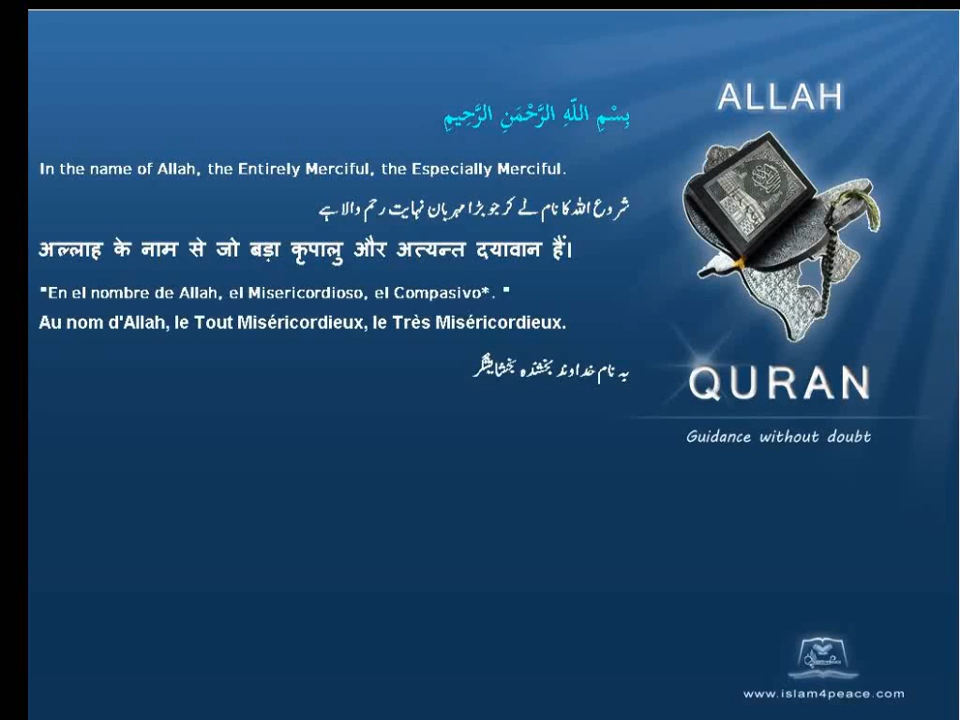 بِسْمِ اللَّهِ الرَّحْمَنِ الرَّحِيمِ
In the name of Allah, the Entirely Merciful, the Especially Merciful.
شروع اللہ کا نام لے کر جو بڑا مہربان نہایت رحم والا ہے
अल्लाह के नाम से जो बड़ा कृपालु और अत्यन्त दयावान हैं।
"En el nombre de Allah, el Misericordioso, el Compasivo*. "
Au nom d'Allah, le Tout Miséricordieux, le Très Miséricordieux.
به نام خداوند بخشنده بخشایشگر
ALLAH
QURAN
Guidance without doubt
www.islam4peace.com